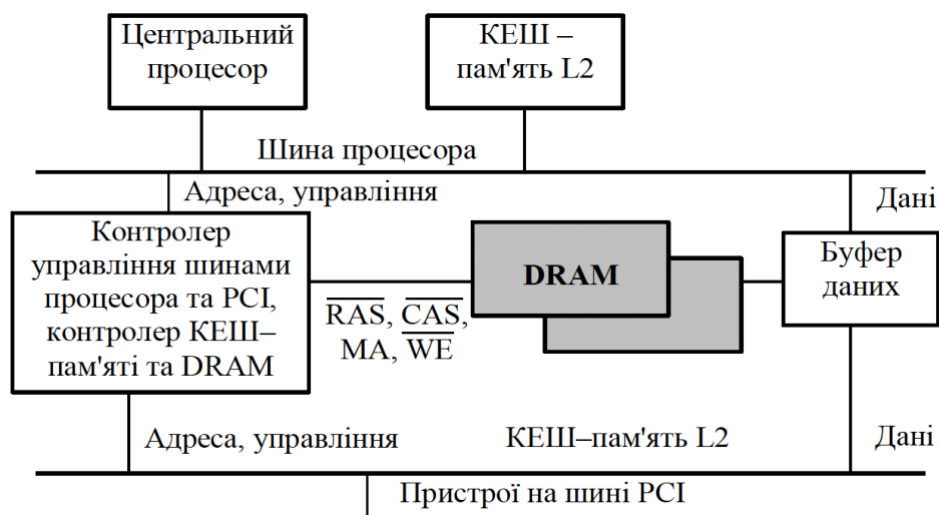 Центральний
процесор
КЕШ –
пам'ять L2
Шина процесора
Адреса, управління
Дані
Контролер
управління шинами
процесора та PCI,
контролер КЕШ–
пам'яті та DRAM
RAS, CAS,
MA, WE
DRAM
Буфер
даних
Адреса, управління
КЕШ–пам'ять L2
Дані
Пристрої на шині PCI